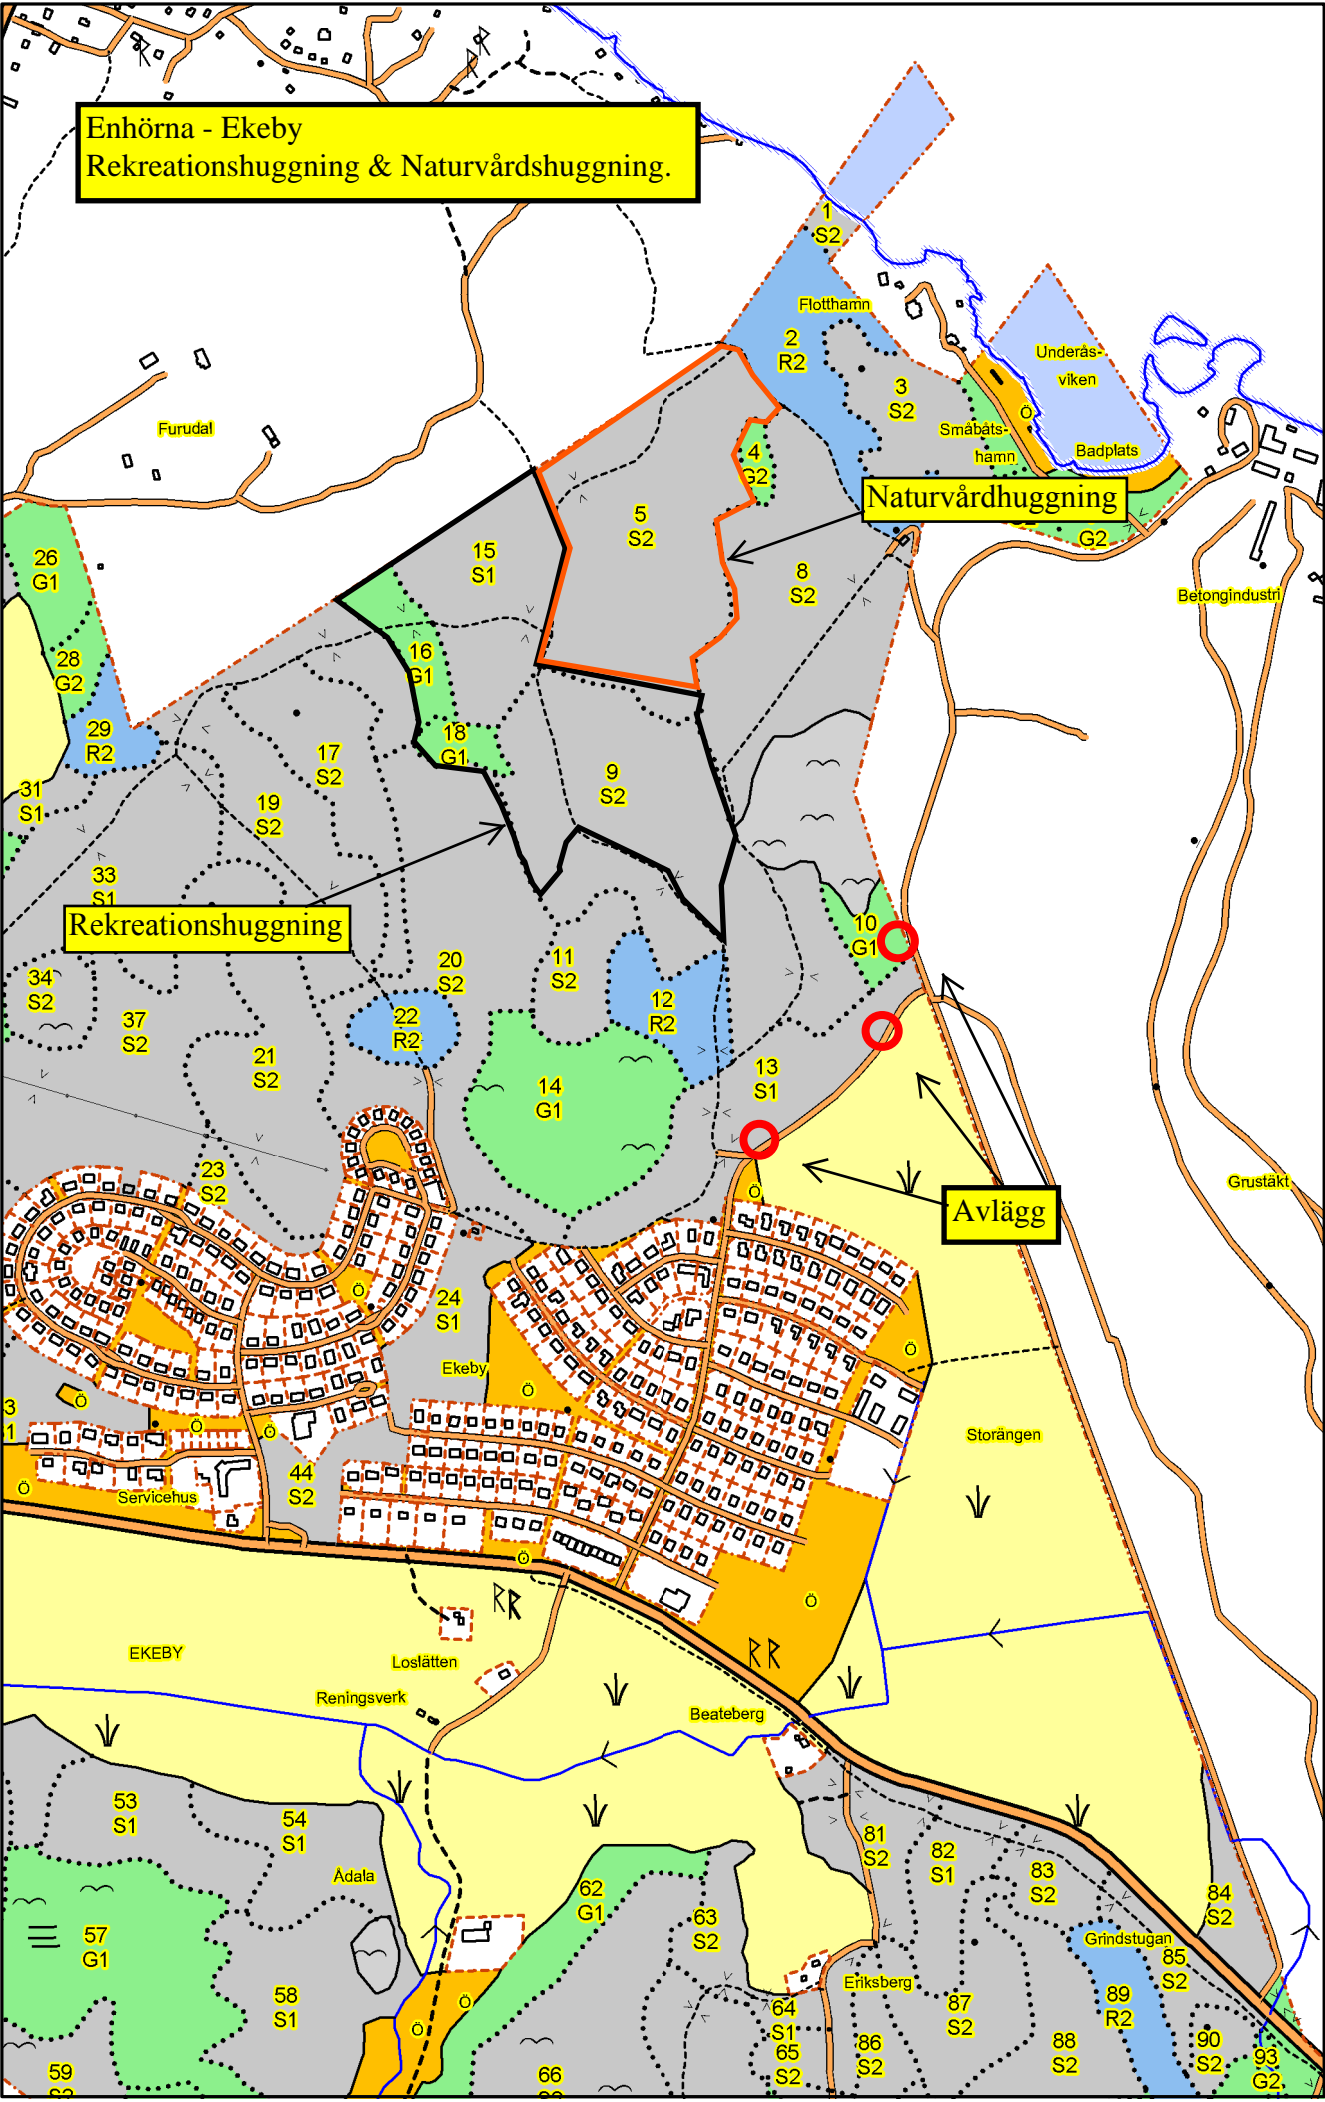 Enhörna - Ekeby
Rekreationshuggning & Naturvårdshuggning.
1
S2
Flotthamn
2
R2
3
S2
Underås-
viken
Ö
Småbåts-
hamn
Badplats
4
G2
Furudal
Naturvårdhuggning
5
S2
G2
15
S1
8
S2
26
G1
Betongindustri
16
G1
28
G2
29
R2
18
G1
17
S2
9
S2
31
S1
19
S2
33
S1
Rekreationshuggning
10
G1
34
S2
20
S2
11
S2
12
R2
37
S2
22
R2
21
S2
13
S1
14
G1
23
S2
Ö
Grustäkt
Avlägg
Ö
24
S1
Ekeby
Ö
Ö
Ö
3
1
Ö
Ö
Storängen
44
S2
Ö
Servicehus
Ö
Ö
R R
R R
EKEBY
Loslätten
Reningsverk
Beateberg
53
S1
54
S1
81
S2
82
S1
83
S2
Ådala
62
G1
63
S2
84
S2
57
G1
Grindstugan
85
S2
Eriksberg
58
S1
Ö
Ö
64
S1
65
S2
87
S2
89
R2
86
S2
88
S2
90
S2
93
G2
59
66